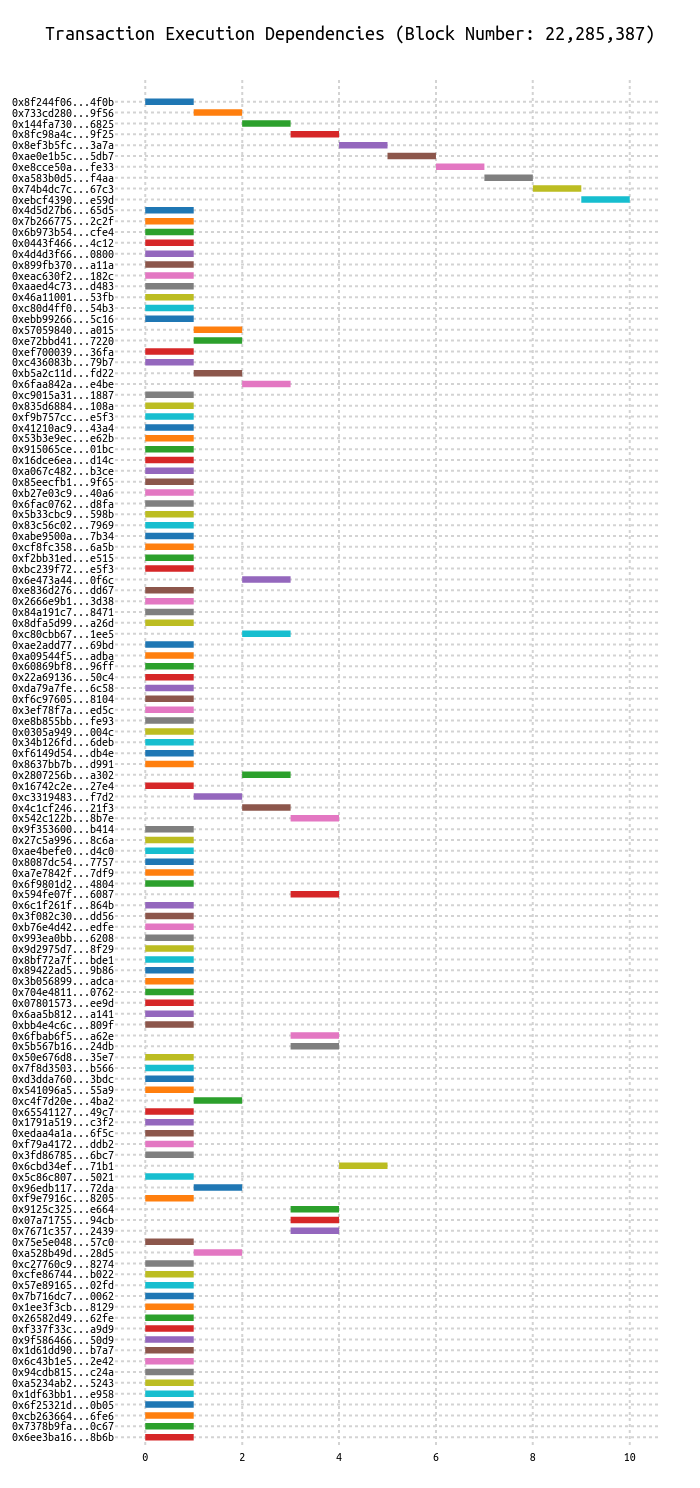 Transaction Execution Dependencies (Block Number: 22,285,387)
0x8f244f06...4f0b
0x733cd280...9f56
0x144fa730...6825
0x8fc98a4c...9f25
0x8ef3b5fc...3a7a
0xae0e1b5c...5db7
0xe8cce50a...fe33
0xa583b0d5...f4aa
0x74b4dc7c...67c3
0xebcf4390...e59d
0x4d5d27b6...65d5
0x7b266775...2c2f
0x6b973b54...cfe4
0x0443f466...4c12
0x4d4d3f66...0800
0x899fb370...a11a
0xeac630f2...182c
0xaaed4c73...d483
0x46a11001...53fb
0xc80d4ff0...54b3
0xebb99266...5c16
0x57059840...a015
0xe72bbd41...7220
0xef700039...36fa
0xc436083b...79b7
0xb5a2c11d...fd22
0x6faa842a...e4be
0xc9015a31...1887
0x835d6884...108a
0xf9b757cc...e5f3
0x41210ac9...43a4
0x53b3e9ec...e62b
0x915065ce...01bc
0x16dce6ea...d14c
0xa067c482...b3ce
0x85eecfb1...9f65
0xb27e03c9...40a6
0x6fac0762...d8fa
0x5b33cbc9...598b
0x83c56c02...7969
0xabe9500a...7b34
0xcf8fc358...6a5b
0xf2bb31ed...e515
0xbc239f72...e5f3
0x6e473a44...0f6c
0xe836d276...dd67
0x2666e9b1...3d38
0x84a191c7...8471
0x8dfa5d99...a26d
0xc80cbb67...1ee5
0xae2add77...69bd
0xa09544f5...adba
0x60869bf8...96ff
0x22a69136...50c4
0xda79a7fe...6c58
0xf6c97605...8104
0x3ef78f7a...ed5c
0xe8b855bb...fe93
0x0305a949...004c
0x34b126fd...6deb
0xf6149d54...db4e
0x8637bb7b...d991
0x2807256b...a302
0x16742c2e...27e4
0xc3319483...f7d2
0x4c1cf246...21f3
0x542c122b...8b7e
0x9f353600...b414
0x27c5a996...8c6a
0xae4befe0...d4c0
0x8087dc54...7757
0xa7e7842f...7df9
0x6f9801d2...4804
0x594fe07f...6087
0x6c1f261f...864b
0x3f082c30...dd56
0xb76e4d42...edfe
0x993ea0bb...6208
0x9d2975d7...8f29
0x8bf72a7f...bde1
0x89422ad5...9b86
0x3b056899...adca
0x704e4811...0762
0x07801573...ee9d
0x6aa5b812...a141
0xbb4e4c6c...809f
0x6fbab6f5...a62e
0x5b567b16...24db
0x50e676d8...35e7
0x7f8d3503...b566
0xd3dda760...3bdc
0x541096a5...55a9
0xc4f7d20e...4ba2
0x65541127...49c7
0x1791a519...c3f2
0xedaa4a1a...6f5c
0xf79a4172...ddb2
0x3fd86785...6bc7
0x6cbd34ef...71b1
0x5c86c807...5021
0x96edb117...72da
0xf9e7916c...8205
0x9125c325...e664
0x07a71755...94cb
0x7671c357...2439
0x75e5e048...57c0
0xa528b49d...28d5
0xc27760c9...8274
0xcfe86744...b022
0x57e89165...02fd
0x7b716dc7...0062
0x1ee3f3cb...8129
0x26582d49...62fe
0xf337f33c...a9d9
0x9f586466...50d9
0x1d61dd90...b7a7
0x6c43b1e5...2e42
0x94cdb815...c24a
0xa5234ab2...5243
0x1df63bb1...e958
0x6f25321d...0b05
0xcb263664...6fe6
0x7378b9fa...0c67
0x6ee3ba16...8b6b
0 2 4 6 8 10